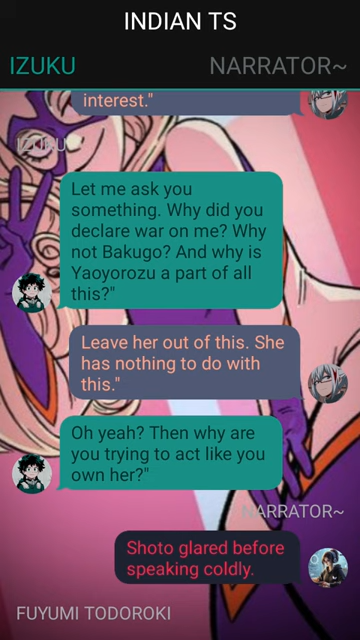 INDIAN TS
IZUKU
NARRATOR~
interest."
IZUKU
Let me ask you
something. Why did you
declare war on me? Why
not Bakugo? And why is
Yaoyorozu a part of all
this?"
Leave her out of this. She
has nothing to do with
this."
Oh yeah? Then why are
you trying to act like you
own her?"
NARRATOR~
Shoto glared before
speaking coldly.
FUYUMI TODOROKI